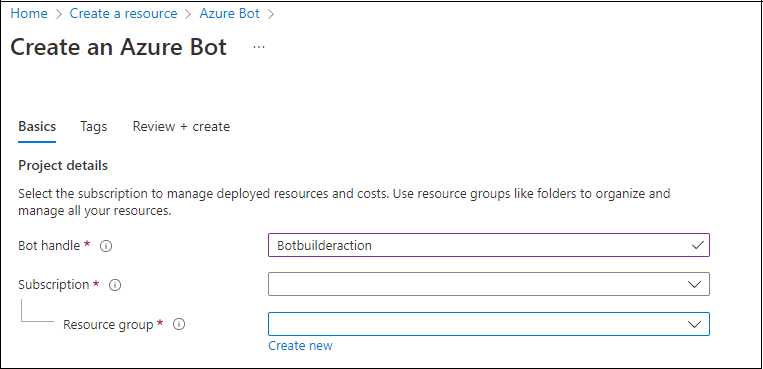 Home > Create a resource > Azure Bot >
Create an Azure Bot ...
Basics Tags Review + create
Project details
Select the subscription to manage deployed resources and costs. Use resource groups like folders to organize and
manage all your resources.
Bot handle * Botbuilderaction
Subscription *
Resource group *
Create new